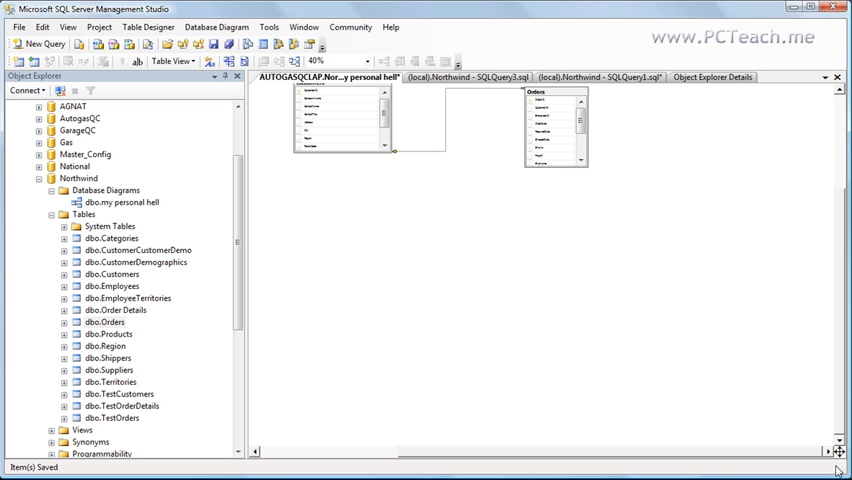 Microsoft SQL Server Management Studio
File Edit View Project Table Designer Database Diagram Tools Window Community Help
www.PCTeach.me
New Query
Table View 40%
Object Explorer
AUTOGASQCLAP.Nor...y personal hell* (local).Northwind - SQLQuery3.sql (local).Northwind - SQLQuery1.sql* Object Explorer Details
Connect
AGNAT
AutogasQC
GarageQC
Gas
Master_Config
National
Northwind
Database Diagrams
dbo.my personal hell
Tables
System Tables
dbo.Categories
dbo.CustomerCustomerDemo
dbo.CustomerDemographics
dbo.Customers
dbo.Employees
dbo.EmployeeTerritories
dbo.Order Details
dbo.Orders
dbo.Products
dbo.Region
dbo.Shippers
dbo.Suppliers
dbo.Territories
dbo.TestCustomers
dbo.TestOrderDetails
dbo.TestOrders
Views
Synonyms
Programmability
Orders
Item(s) Saved